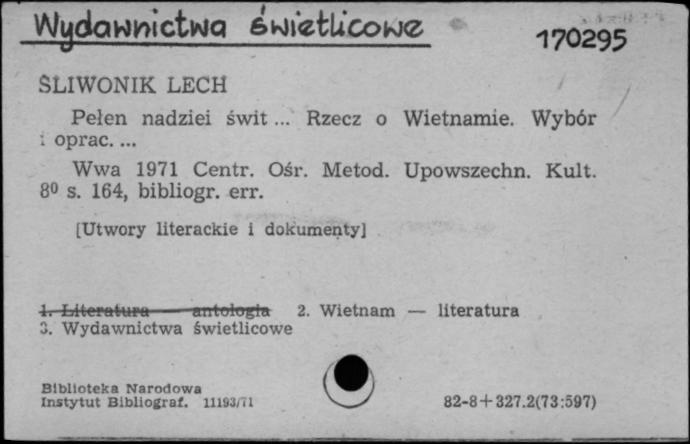 Wydawnictwa świetlicowe
170295
ŚLIWONIK LECH
Pełen nadziei świt ... Rzecz o Wietnamie. Wybór
i oprac. ...
Wwa 1971 Centr. Ośr. Metod. Upowszechn. Kult.
8⁰ s. 164, bibliogr. err.
[Utwory literackie i dokumenty]
1. Literatura — antologia 2. Wietnam — literatura
3. Wydawnictwa świetlicowe
Biblioteka Narodowa
Instytut Bibliograf. 11193/71
82-8+327.2(73:597)